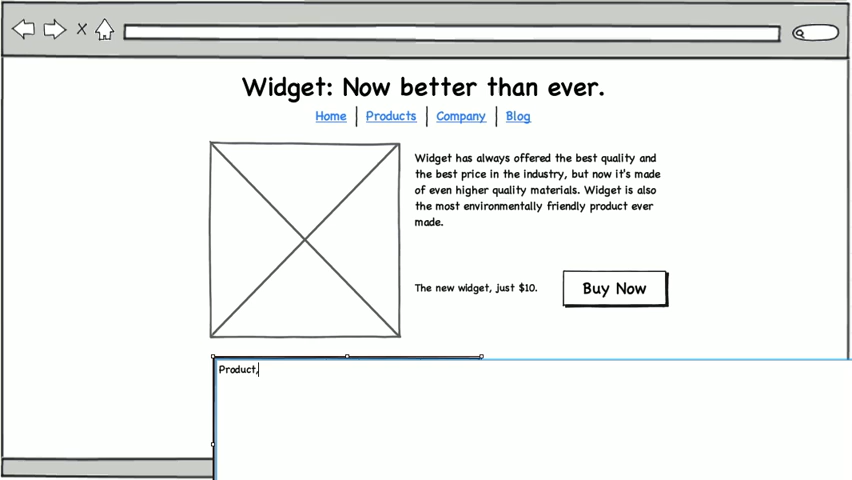 Widget: Now better than ever.
Home | Products | Company | Blog
Widget has always offered the best quality and
the best price in the industry, but now it's made
of even higher quality materials. Widget is also
the most environmentally friendly product ever
made.
The new widget, just $10.
Buy Now
Product,